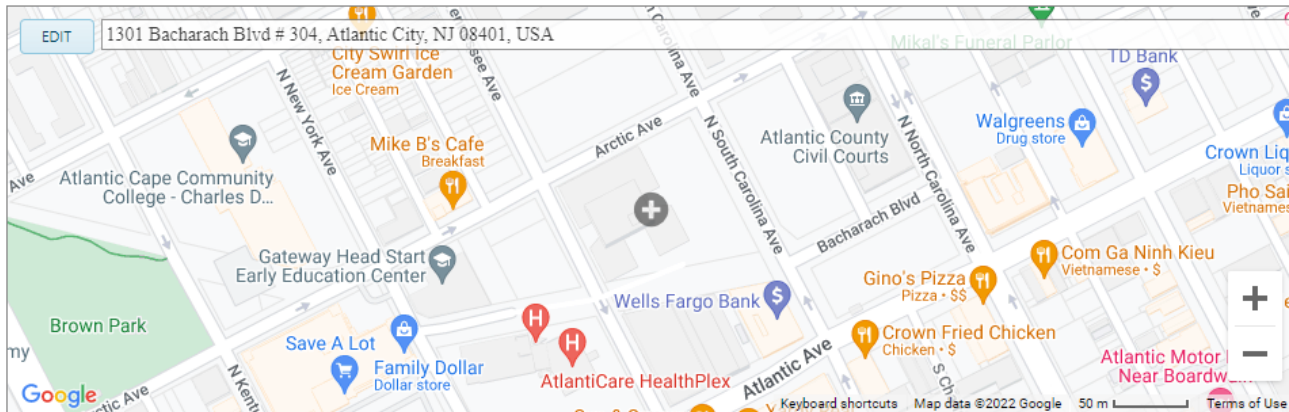 EDIT
1301 Bacharach Blvd # 304, Atlantic City, NJ 08401, USA
City Swirl Ice
Cream Garden
Ice Cream
Mikal's Funeral Parlor
TD Bank
N New York Ave
Arctic Ave
N South Carolina Ave
Mike B's Cafe
Breakfast
Atlantic County
Civil Courts
N North Carolina Ave
Walgreens
Drug store
Crown Liq
Liquor s
Pho Sai
Vietnames
Ave
Atlantic Cape Community
College - Charles D...
Bacharach Blvd
Gateway Head Start
Early Education Center
Com Ga Ninh Kieu
Vietnamese • $
Gino's Pizza
Pizza • $$
Wells Fargo Bank
Brown Park
Save A Lot
Family Dollar
Dollar store
H
H
AtlantiCare HealthPlex
Crown Fried Chicken
Chicken • $
Atlantic Ave
Atlantic Motor
Near Boardwalk
my
N Kentu
ctic Ave
S Ch
Google
Keyboard shortcuts
Map data ©2022 Google
50 m
Terms of Use